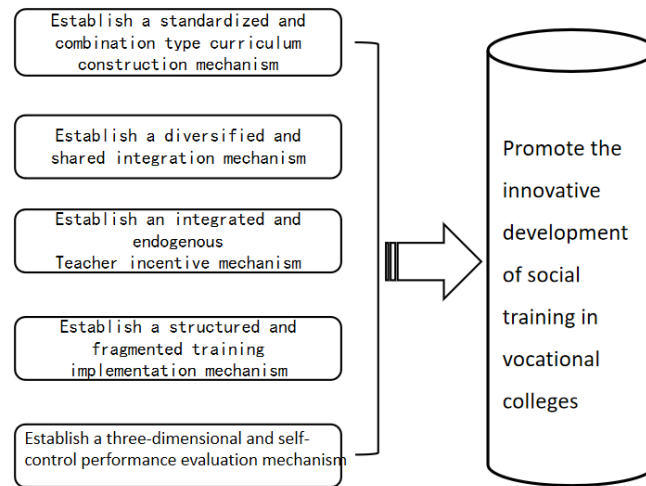 Establish a standardized and
combination type curriculum
construction mechanism
Establish a diversified and
shared integration mechanism
Establish an integrated and
endogenous
Teacher incentive mechanism
Establish a structured and
fragmented training
implementation mechanism
Establish a three-dimensional and self-
control performance evaluation mechanism
Promote the
innovative
development
of social
training in
vocational
colleges